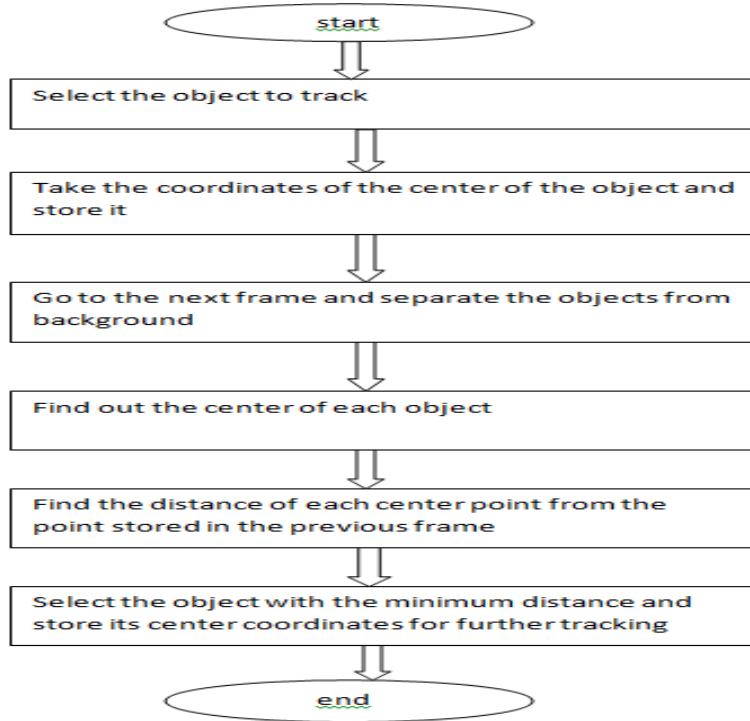 start
Select the object to track
Take the coordinates of the center of the object and
store it
Go to the next frame and separate the objects from
background
Find out the center of each object
Find the distance of each center point from the
point stored in the previous frame
Select the object with the minimum distance and
store its center coordinates for further tracking
end